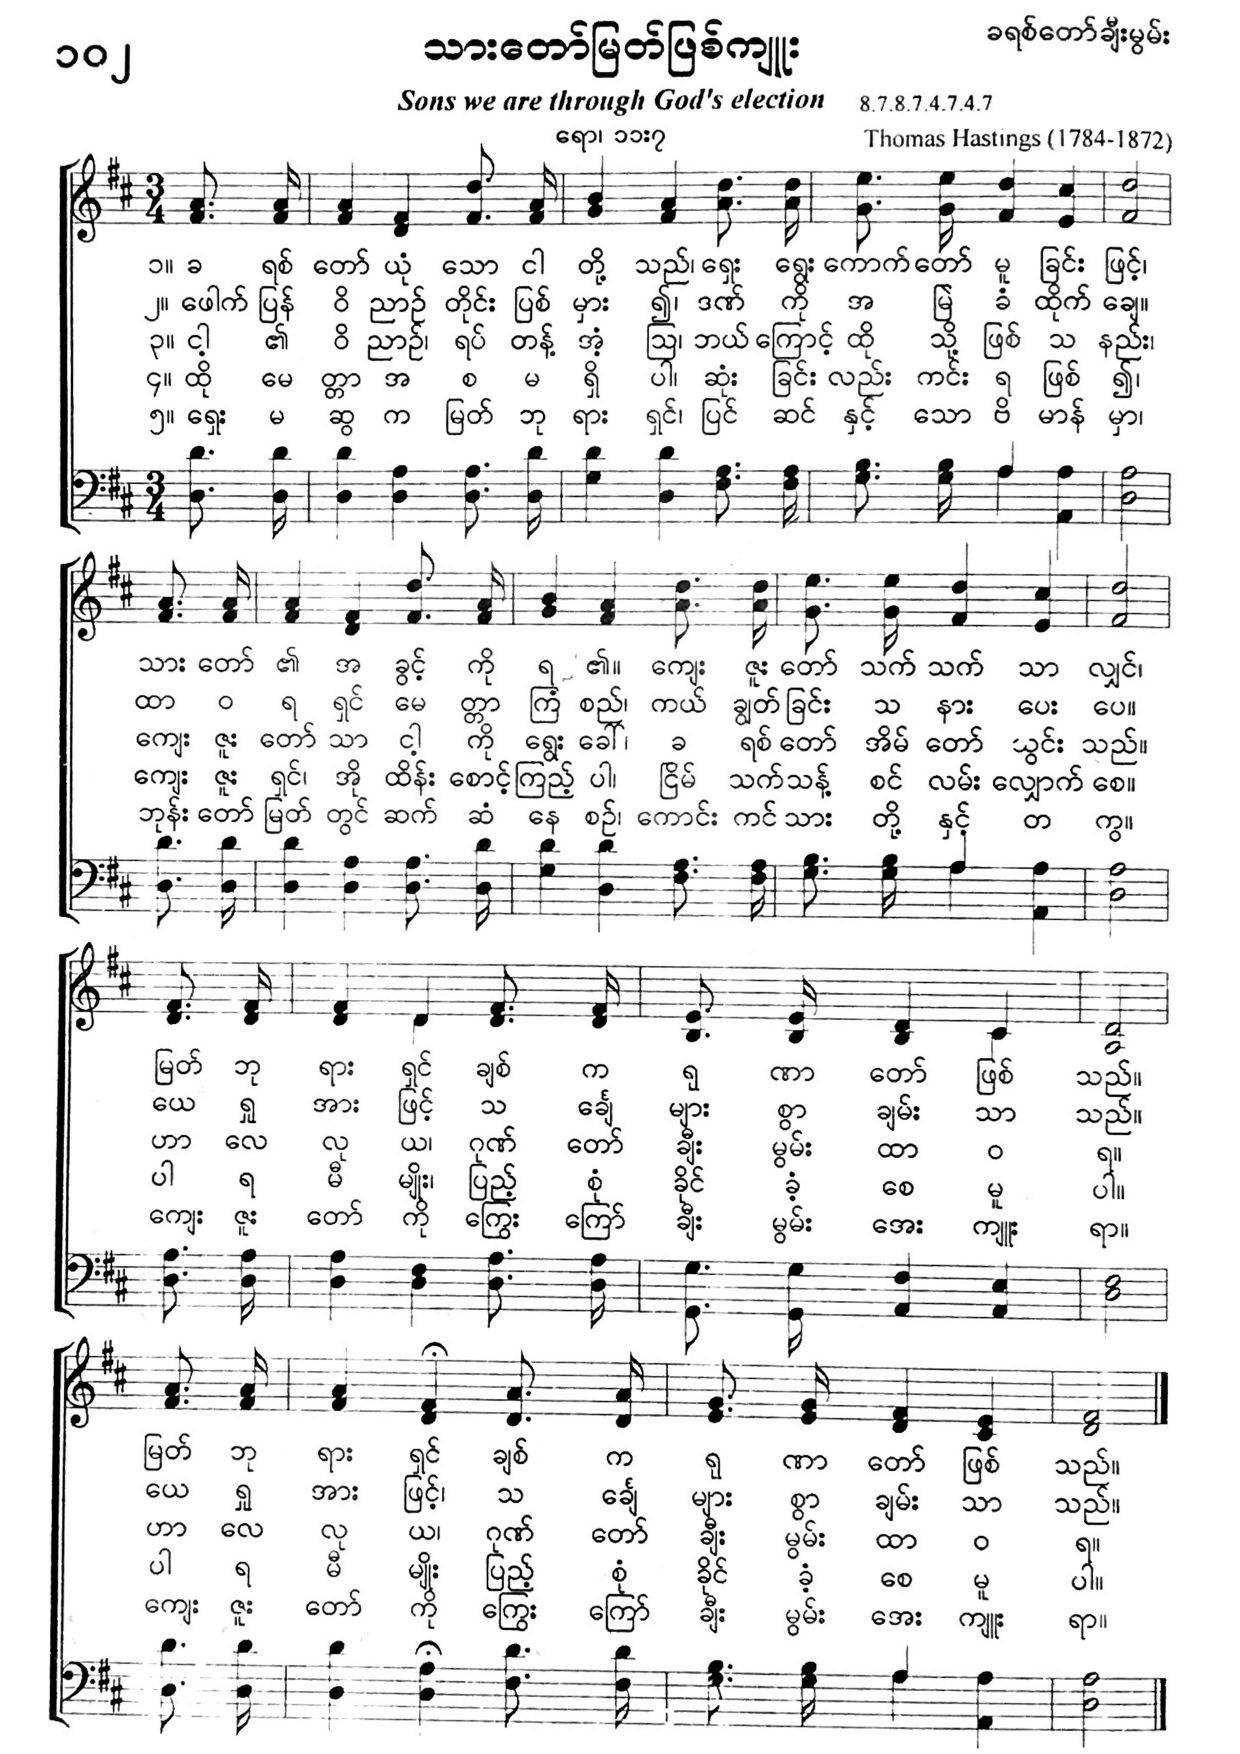 ၁၀၂
သားတော်မြတ်ဖြစ်ကျူး
ခရစ်တော်ချီးမွမ်း
Sons we are through God's election 8.7.8.7.4.7.4.7
ရော၊ ၁၁း၇
Thomas Hastings (1784-1872)
၁။ ခ ရစ် တော် ယုံ သော ငါ တို့ သည်၊ ရှေး ရွေး ကောက် တော် မူ ခြင်း ဖြင့်၊
၂။ ဖေါက် ပြန် ဝိ ညာဉ် တိုင်း ပြစ် မှား ၍၊ ဒဏ် ကို အ မြဲ ခံ ထိုက် ချေ။
၃။ ငါ့ ၏ ဝိ ညာဉ်၊ ရပ် တန့် အံ့ ဩ၊ ဘယ် ကြောင့် ထို သို့ ဖြစ် သ နည်း၊
၄။ ထို မေ တ္တာ အ စ မ ရှိ ပါ၊ ဆုံး ခြင်း လည်း ကင်း ရ ဖြစ် ၍၊
၅။ ရှေး မ ဆွ က မြတ် ဘု ရား ရှင်၊ ပြင် ဆင် နှင့် သော ဗိ မာန် မှာ၊
သား တော် ၏ အ ခွင့် ကို ရ ၏။ ကျေး ဇူး တော် သက် သက် သာ လျှင်၊
ထာ ဝ ရ ရှင် မေ တ္တာ ကြံ စည်၊ ကယ် ချွတ် ခြင်း သ နား ပေး ပေ။
ကျေး ဇူး တော် သာ ငါ့ ကို ရွေး ခေါ်၊ ခ ရစ် တော် အိမ် တော် သွင်း သည်။
ကျေး ဇူး ရှင်၊ အို ထိန်း စောင့် ကြည့် ပါ၊ ငြိမ် သက် သန့် စင် လမ်း လျှောက် စေ။
ဘုန်း တော် မြတ် တွင် ဆက် ဆံ နေ စဉ်၊ ကောင်း ကင် သား တို့ နှင့် တ ကွ။
မြတ် ဘု ရား ရှင် ချစ် က ရု ဏာ တော် ဖြစ် သည်။
ယေ ရှု အား ဖြင့် သ ချေ် များ စွာ ချမ်း သာ သည်။
ဟာ လေ လု ယ၊ ဂုဏ် တော် ချီး မွမ်း ထာ ဝ ရ။
ပါ ရ မီ မျိုး၊ ပြည့် စုံ ခိုင် ခံ့ စေ မူ ပါ။
ကျေး ဇူး တော် ကို ကြွေး ကြော် ချီး မွမ်း အေး ကျူး ရာ။
မြတ် ဘု ရား ရှင် ချစ် က ရု ဏာ တော် ဖြစ် သည်။
ယေ ရှု အား ဖြင့်၊ သ ချေ် များ စွာ ချမ်း သာ သည်။
ဟာ လေ လု ယ၊ ဂုဏ် တော် ချီး မွမ်း ထာ ဝ ရ။
ပါ ရ မီ မျိုး ပြည့် စုံ ခိုင် ခံ့ စေ မူ ပါ။
ကျေး ဇူး တော် ကို ကြွေး ကြော် ချီး မွမ်း အေး ကျူး ရာ။